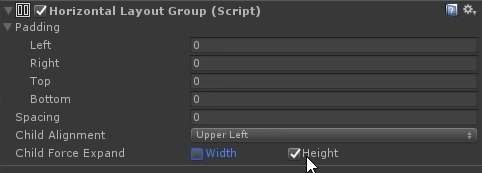 Horizontal Layout Group (Script)
Padding
Left 0
Right 0
Top 0
Bottom 0
Spacing 0
Child Alignment Upper Left
Child Force Expand Width Height